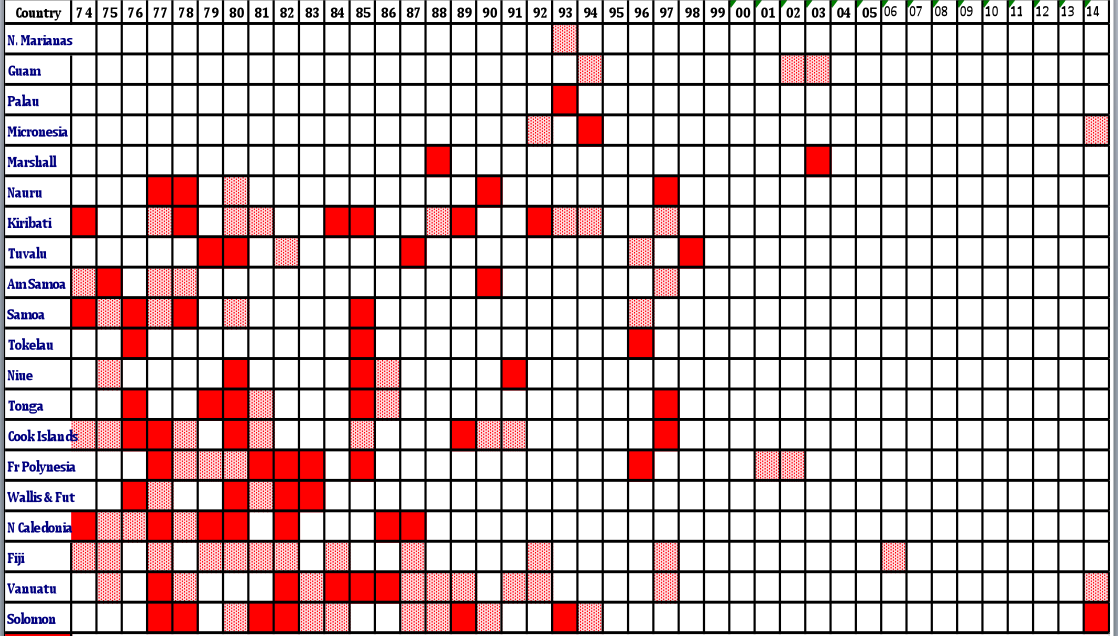 Country 74 75 76 77 78 79 80 81 82 83 84 85 86 87 88 89 90 91 92 93 94 95 96 97 98 99 00 01 02 03 04 05 06 07 08 09 10 11 12 13 14
N. Marianas
Guam
Palau
Micronesia
Marshall
Nauru
Kiribati
Tuvalu
Am Samoa
Samoa
Tokelau
Niue
Tonga
Cook Islands
Fr Polynesia
Wallis & Fut
N Caledonia
Fiji
Vanuatu
Solomon